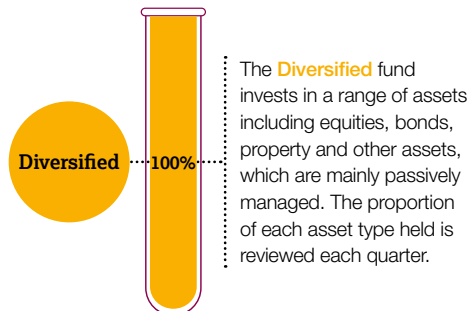 Diversified
100%
The Diversified fund
invests in a range of assets
including equities, bonds,
property and other assets,
which are mainly passively
managed. The proportion
of each asset type held is
reviewed each quarter.